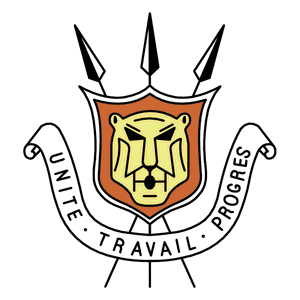 UNITE · TRAVAIL · PROGRES